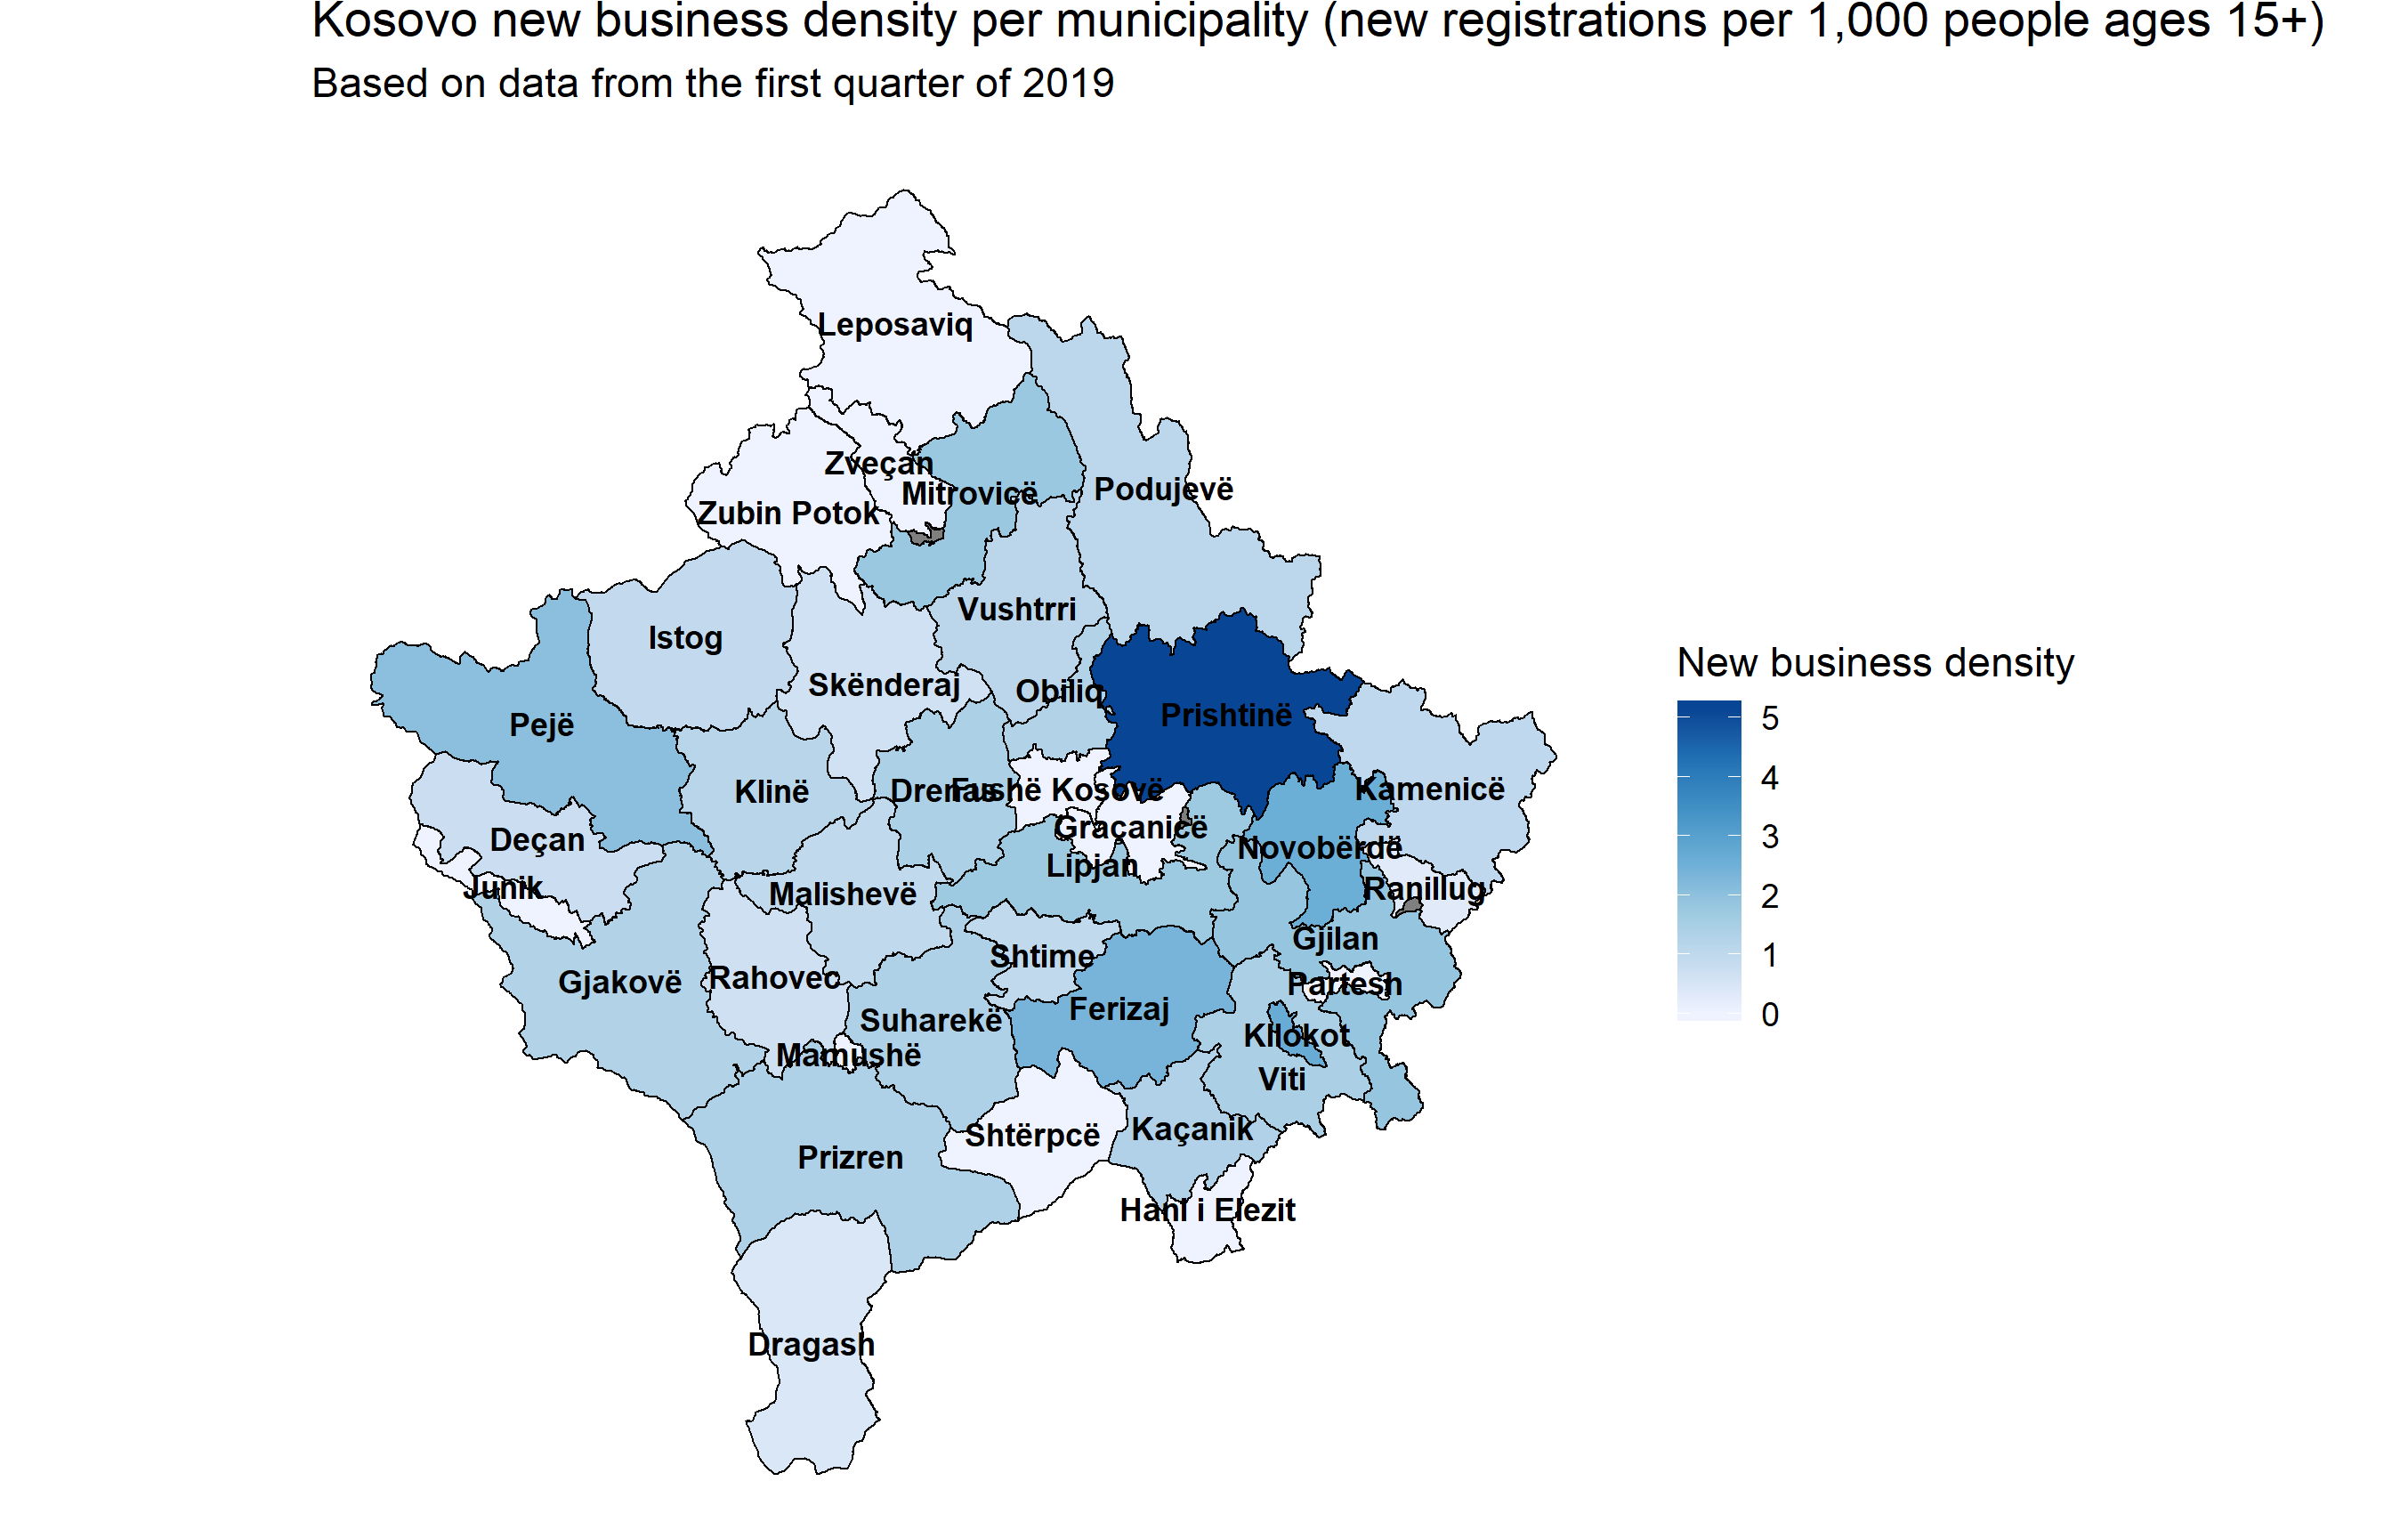 Kosovo new business density per municipality (new registrations per 1,000 people ages 15+)
Based on data from the first quarter of 2019
Leposaviq
Zveçan
Mitrovicë
Podujevë
Zubin Potok
Vushtrri
Istog
Skënderaj
Obiliq
Prishtinë
Pejë
Klinë
Drenas
Fushë Kosovë
Kamenicë
Graçanicë
Deçan
Novobërdë
Lipjan
Junik
Malishevë
Ranillug
Gjilan
Shtime
Gjakovë
Rahovec
Partesh
Ferizaj
Suharekë
Kllokot
Mamushë
Viti
Kaçanik
Shtërpcë
Prizren
Hani i Elezit
Dragash
New business density
5
4
3
2
1
0